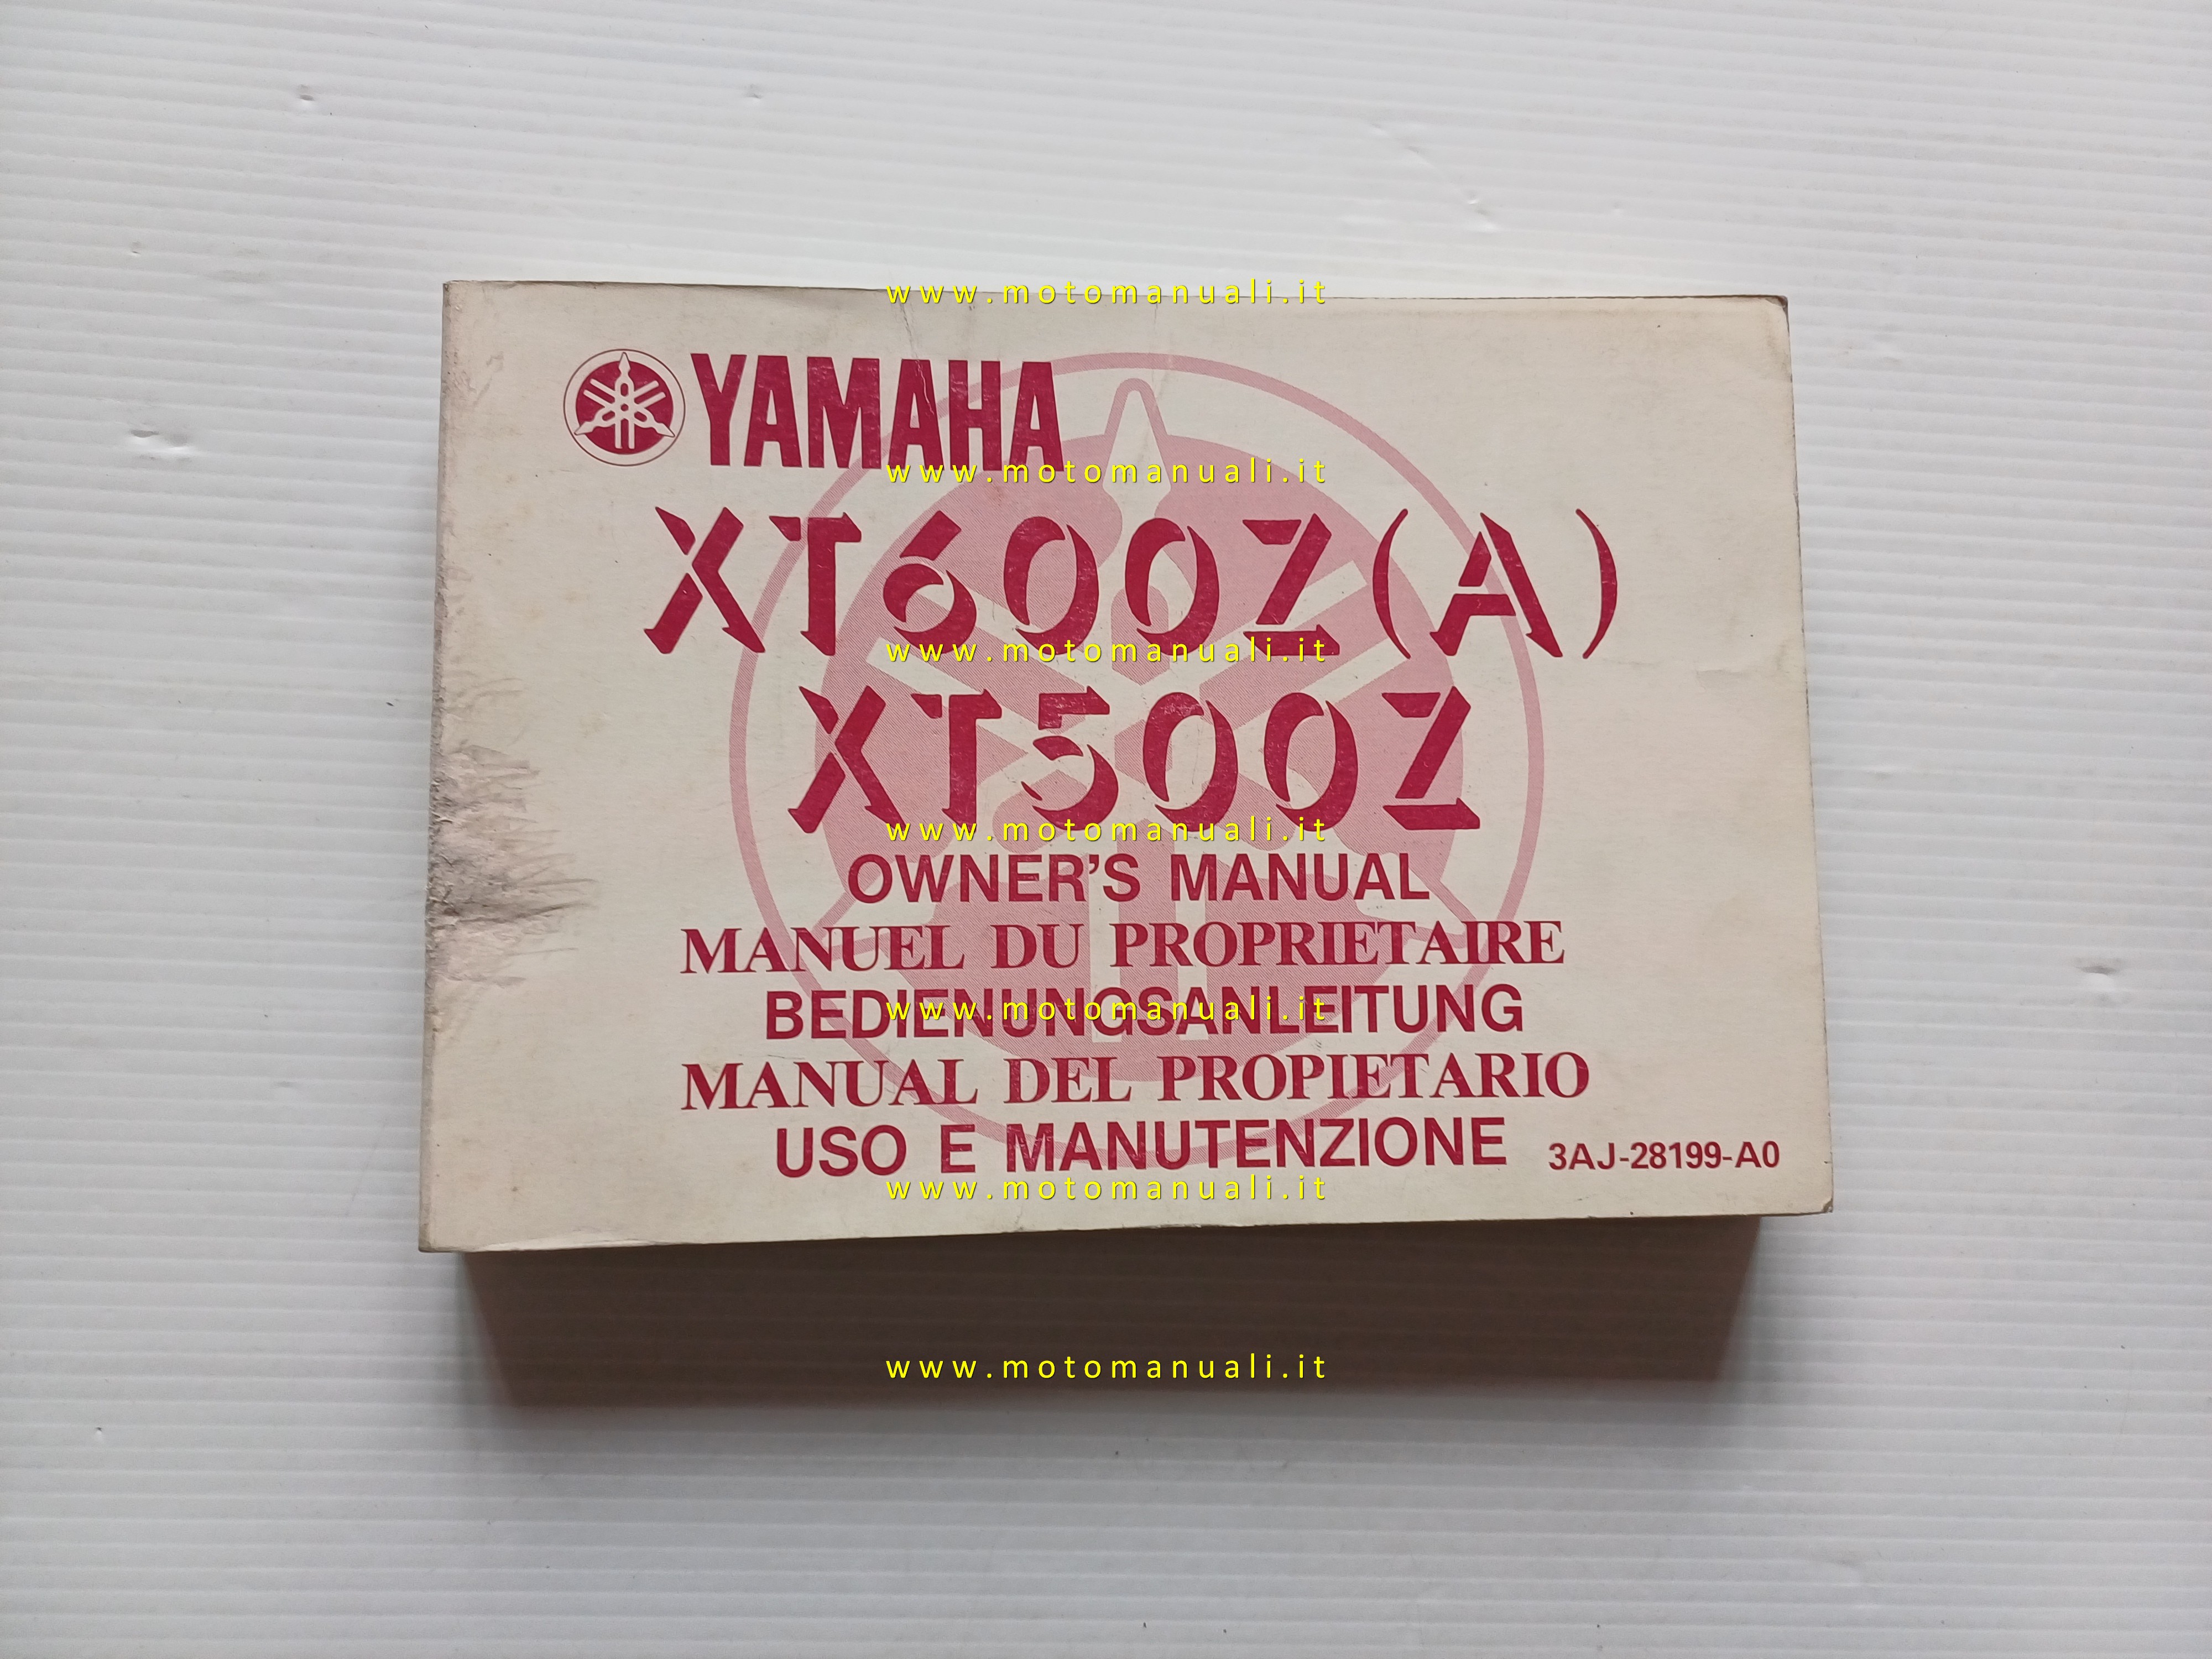 www.motomanuali.it
YAMAHA
www.motomanuali.it
XT600Z(A)
www.motomanuali.it
XT500Z
www.motomanuali.it
OWNER'S MANUAL
MANUEL DU PROPRIETAIRE
BEDIENUNGSANLEITUNG
www.motomanuali.it
MANUAL DEL PROPIETARIO
USO E MANUTENZIONE 3AJ-28199-A0
www.motomanuali.it
www.motomanuali.it